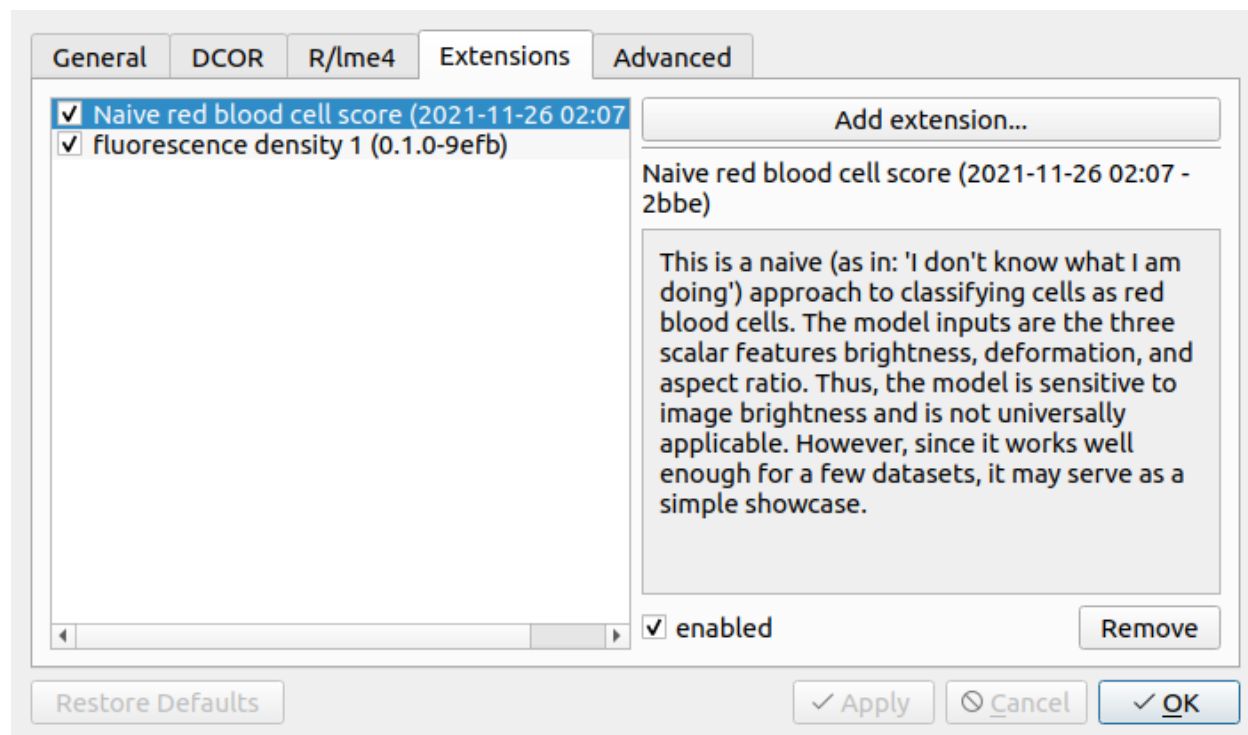 General
DCOR
R/lme4
Extensions
Advanced
Naive red blood cell score (2021-11-26 02:07
fluorescence density 1 (0.1.0-9efb)
Add extension...
Naive red blood cell score (2021-11-26 02:07 -
2bbe)
This is a naive (as in: 'I don't know what I am
doing') approach to classifying cells as red
blood cells. The model inputs are the three
scalar features brightness, deformation, and
aspect ratio. Thus, the model is sensitive to
image brightness and is not universally
applicable. However, since it works well
enough for a few datasets, it may serve as a
simple showcase.
enabled
Remove
Restore Defaults
Apply
Cancel
OK